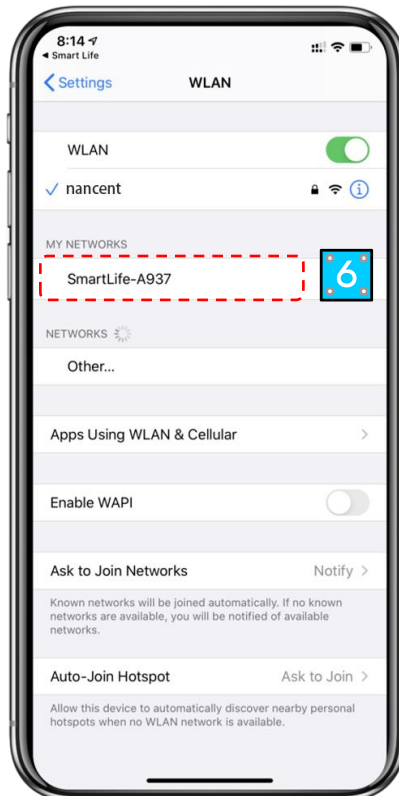 8:14
Smart Life
Settings
WLAN
WLAN
nancent
MY NETWORKS
SmartLife-A937
6
NETWORKS
Other...
Apps Using WLAN & Cellular
Enable WAPI
Ask to Join Networks
Notify
Known networks will be joined automatically. If no known
networks are available, you will be notified of available
networks.
Auto-Join Hotspot
Ask to Join
Allow this device to automatically discover nearby personal
hotspots when no WLAN network is available.